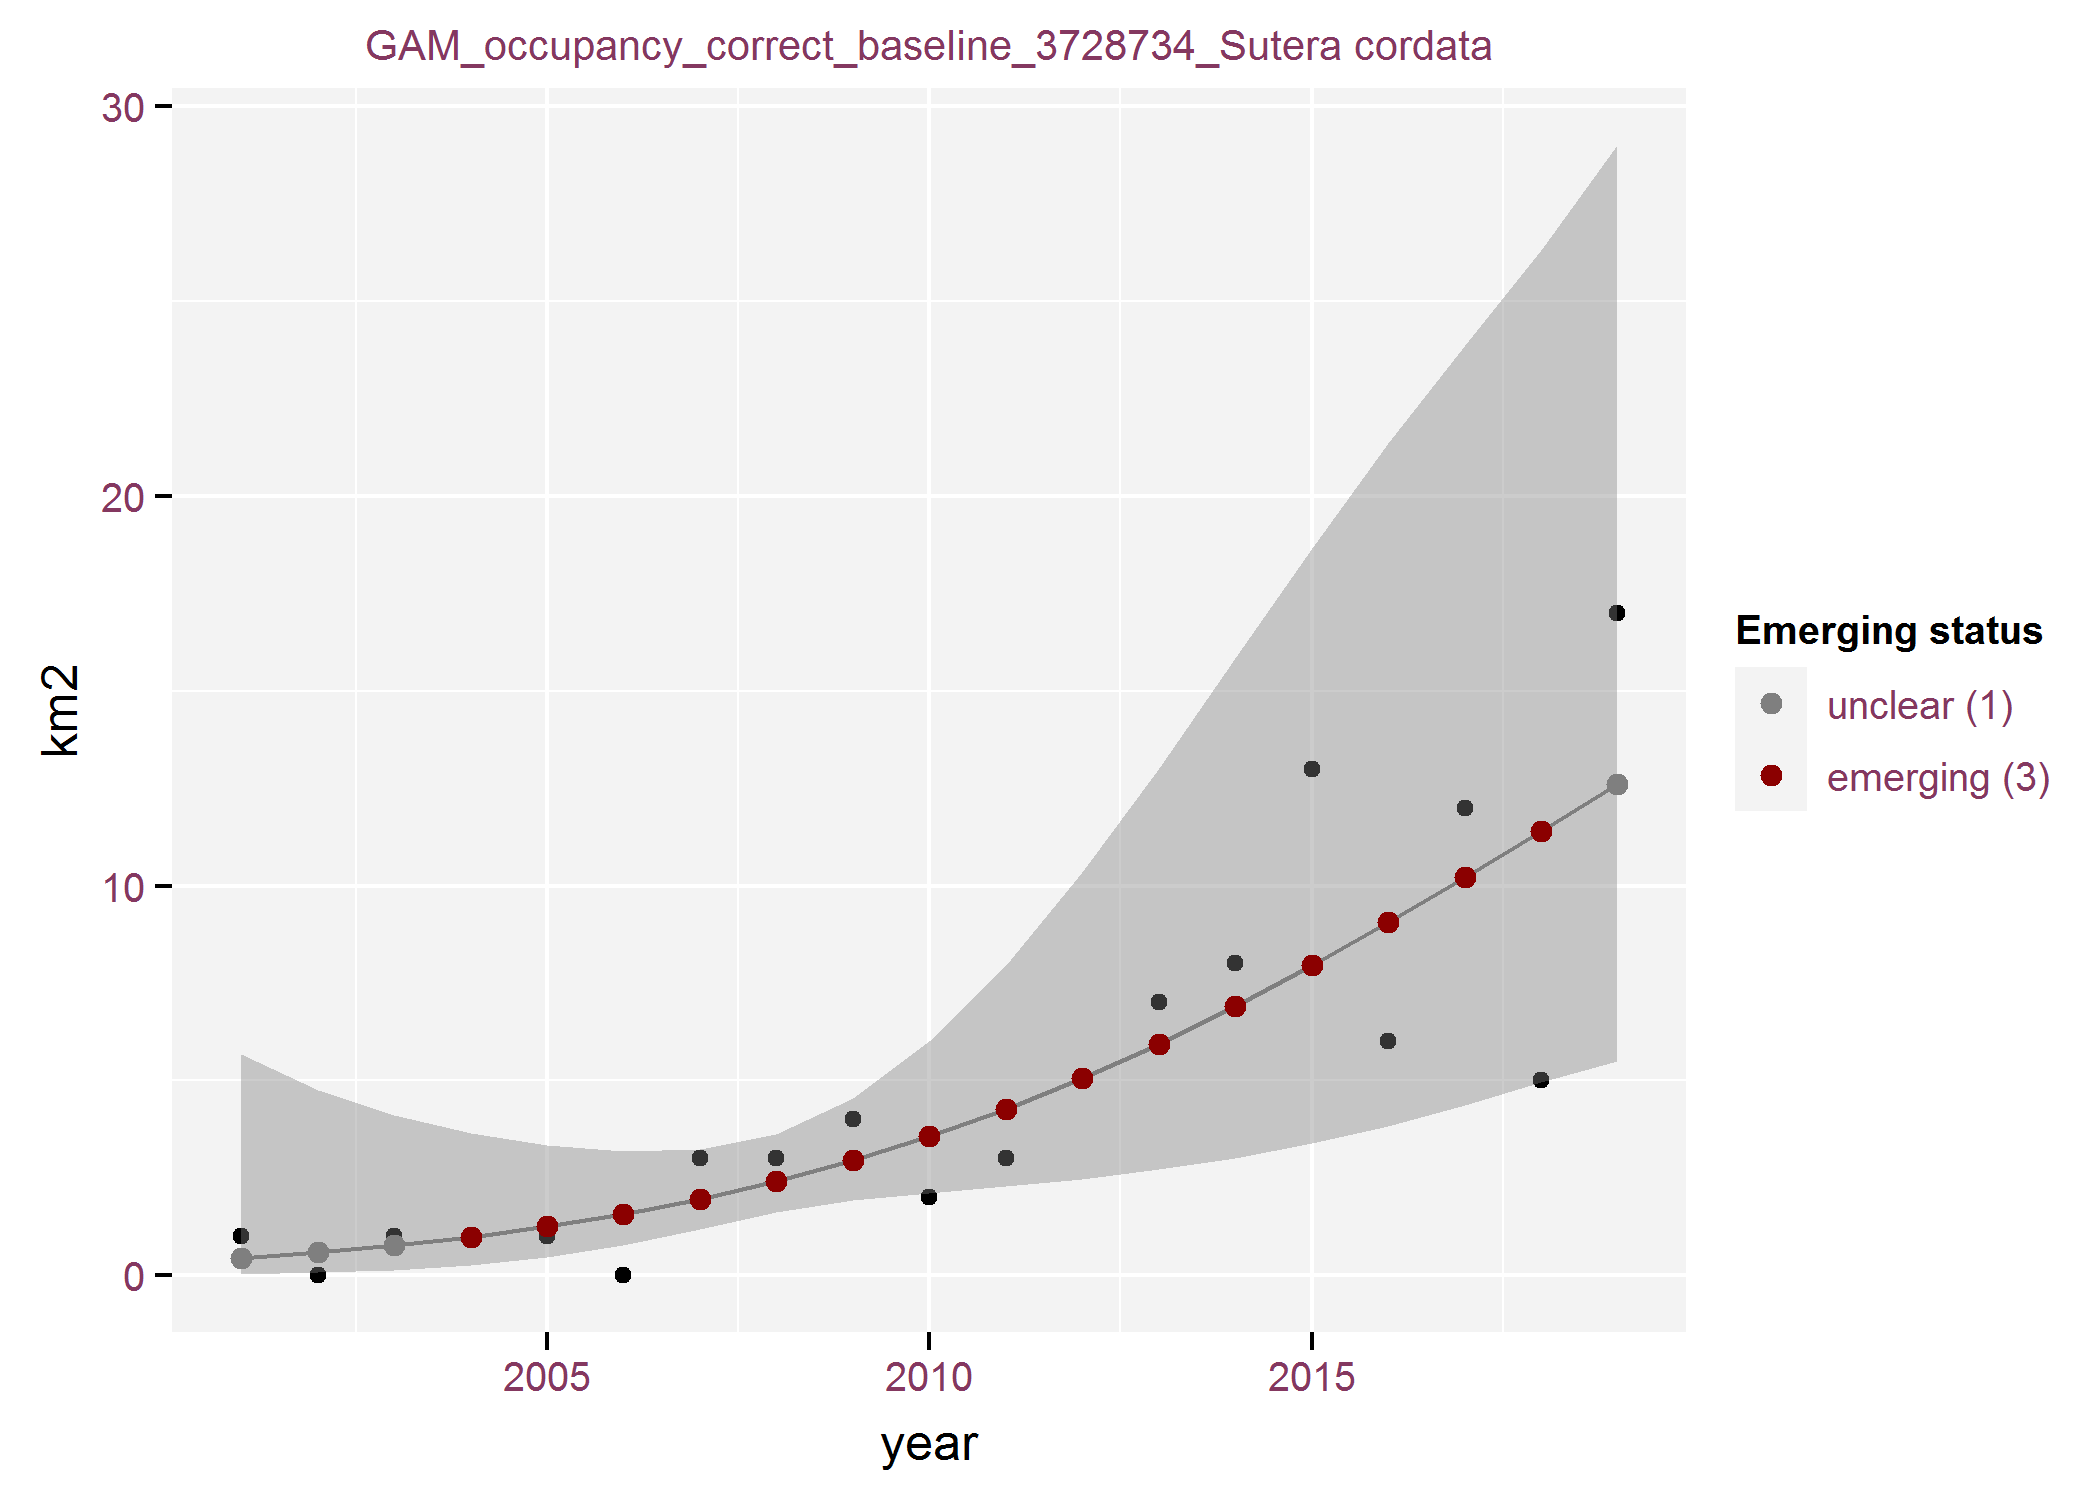 GAM_occupancy_correct_baseline_3728734_Sutera cordata
30
20
10
0
km2
2005
2010
2015
year
Emerging status
unclear (1)
emerging (3)